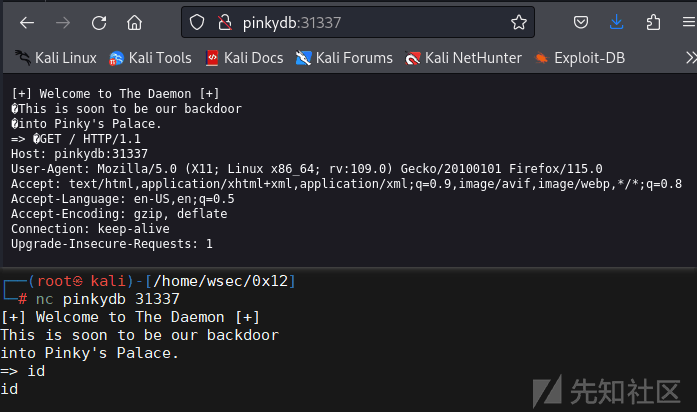 pinkydb:31337
Kali Linux Kali Tools Kali Docs Kali Forums Kali NetHunter Exploit-DB
[+] Welcome to The Daemon [+]
�This is soon to be our backdoor
�into Pinky's Palace.
=> �GET / HTTP/1.1
Host: pinkydb:31337
User-Agent: Mozilla/5.0 (X11; Linux x86_64; rv:109.0) Gecko/20100101 Firefox/115.0
Accept: text/html,application/xhtml+xml,application/xml;q=0.9,image/avif,image/webp,*/*;q=0.8
Accept-Language: en-US,en;q=0.5
Accept-Encoding: gzip, deflate
Connection: keep-alive
Upgrade-Insecure-Requests: 1
┌──(root㉿kali)-[/home/wsec/0x12]
└─# nc pinkydb 31337
[+] Welcome to The Daemon [+]
This is soon to be our backdoor
into Pinky's Palace.
=> id
id
先知社区